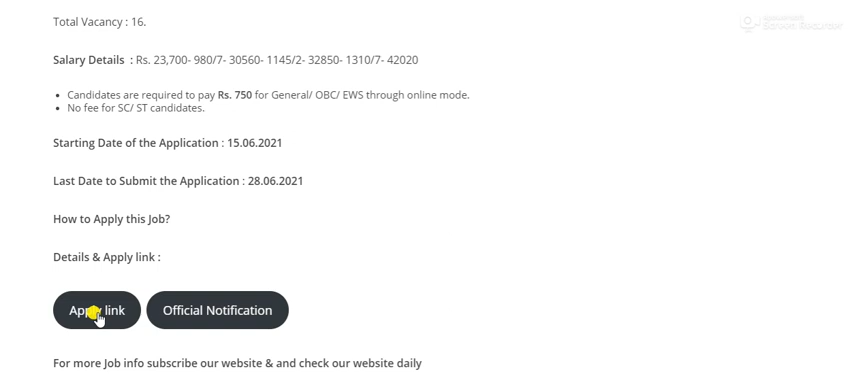 Total Vacancy : 16.
Screen Recorder
Salary Details : Rs. 23,700- 980/7- 30560- 1145/2- 32850- 1310/7- 42020
• Candidates are required to pay Rs. 750 for General/ OBC/ EWS through online mode.
• No fee for SC/ ST candidates.
Starting Date of the Application : 15.06.2021
Last Date to Submit the Application : 28.06.2021
How to Apply this Job?
Details & Apply link :
Apply link Official Notification
For more Job info subscribe our website & and check our website daily